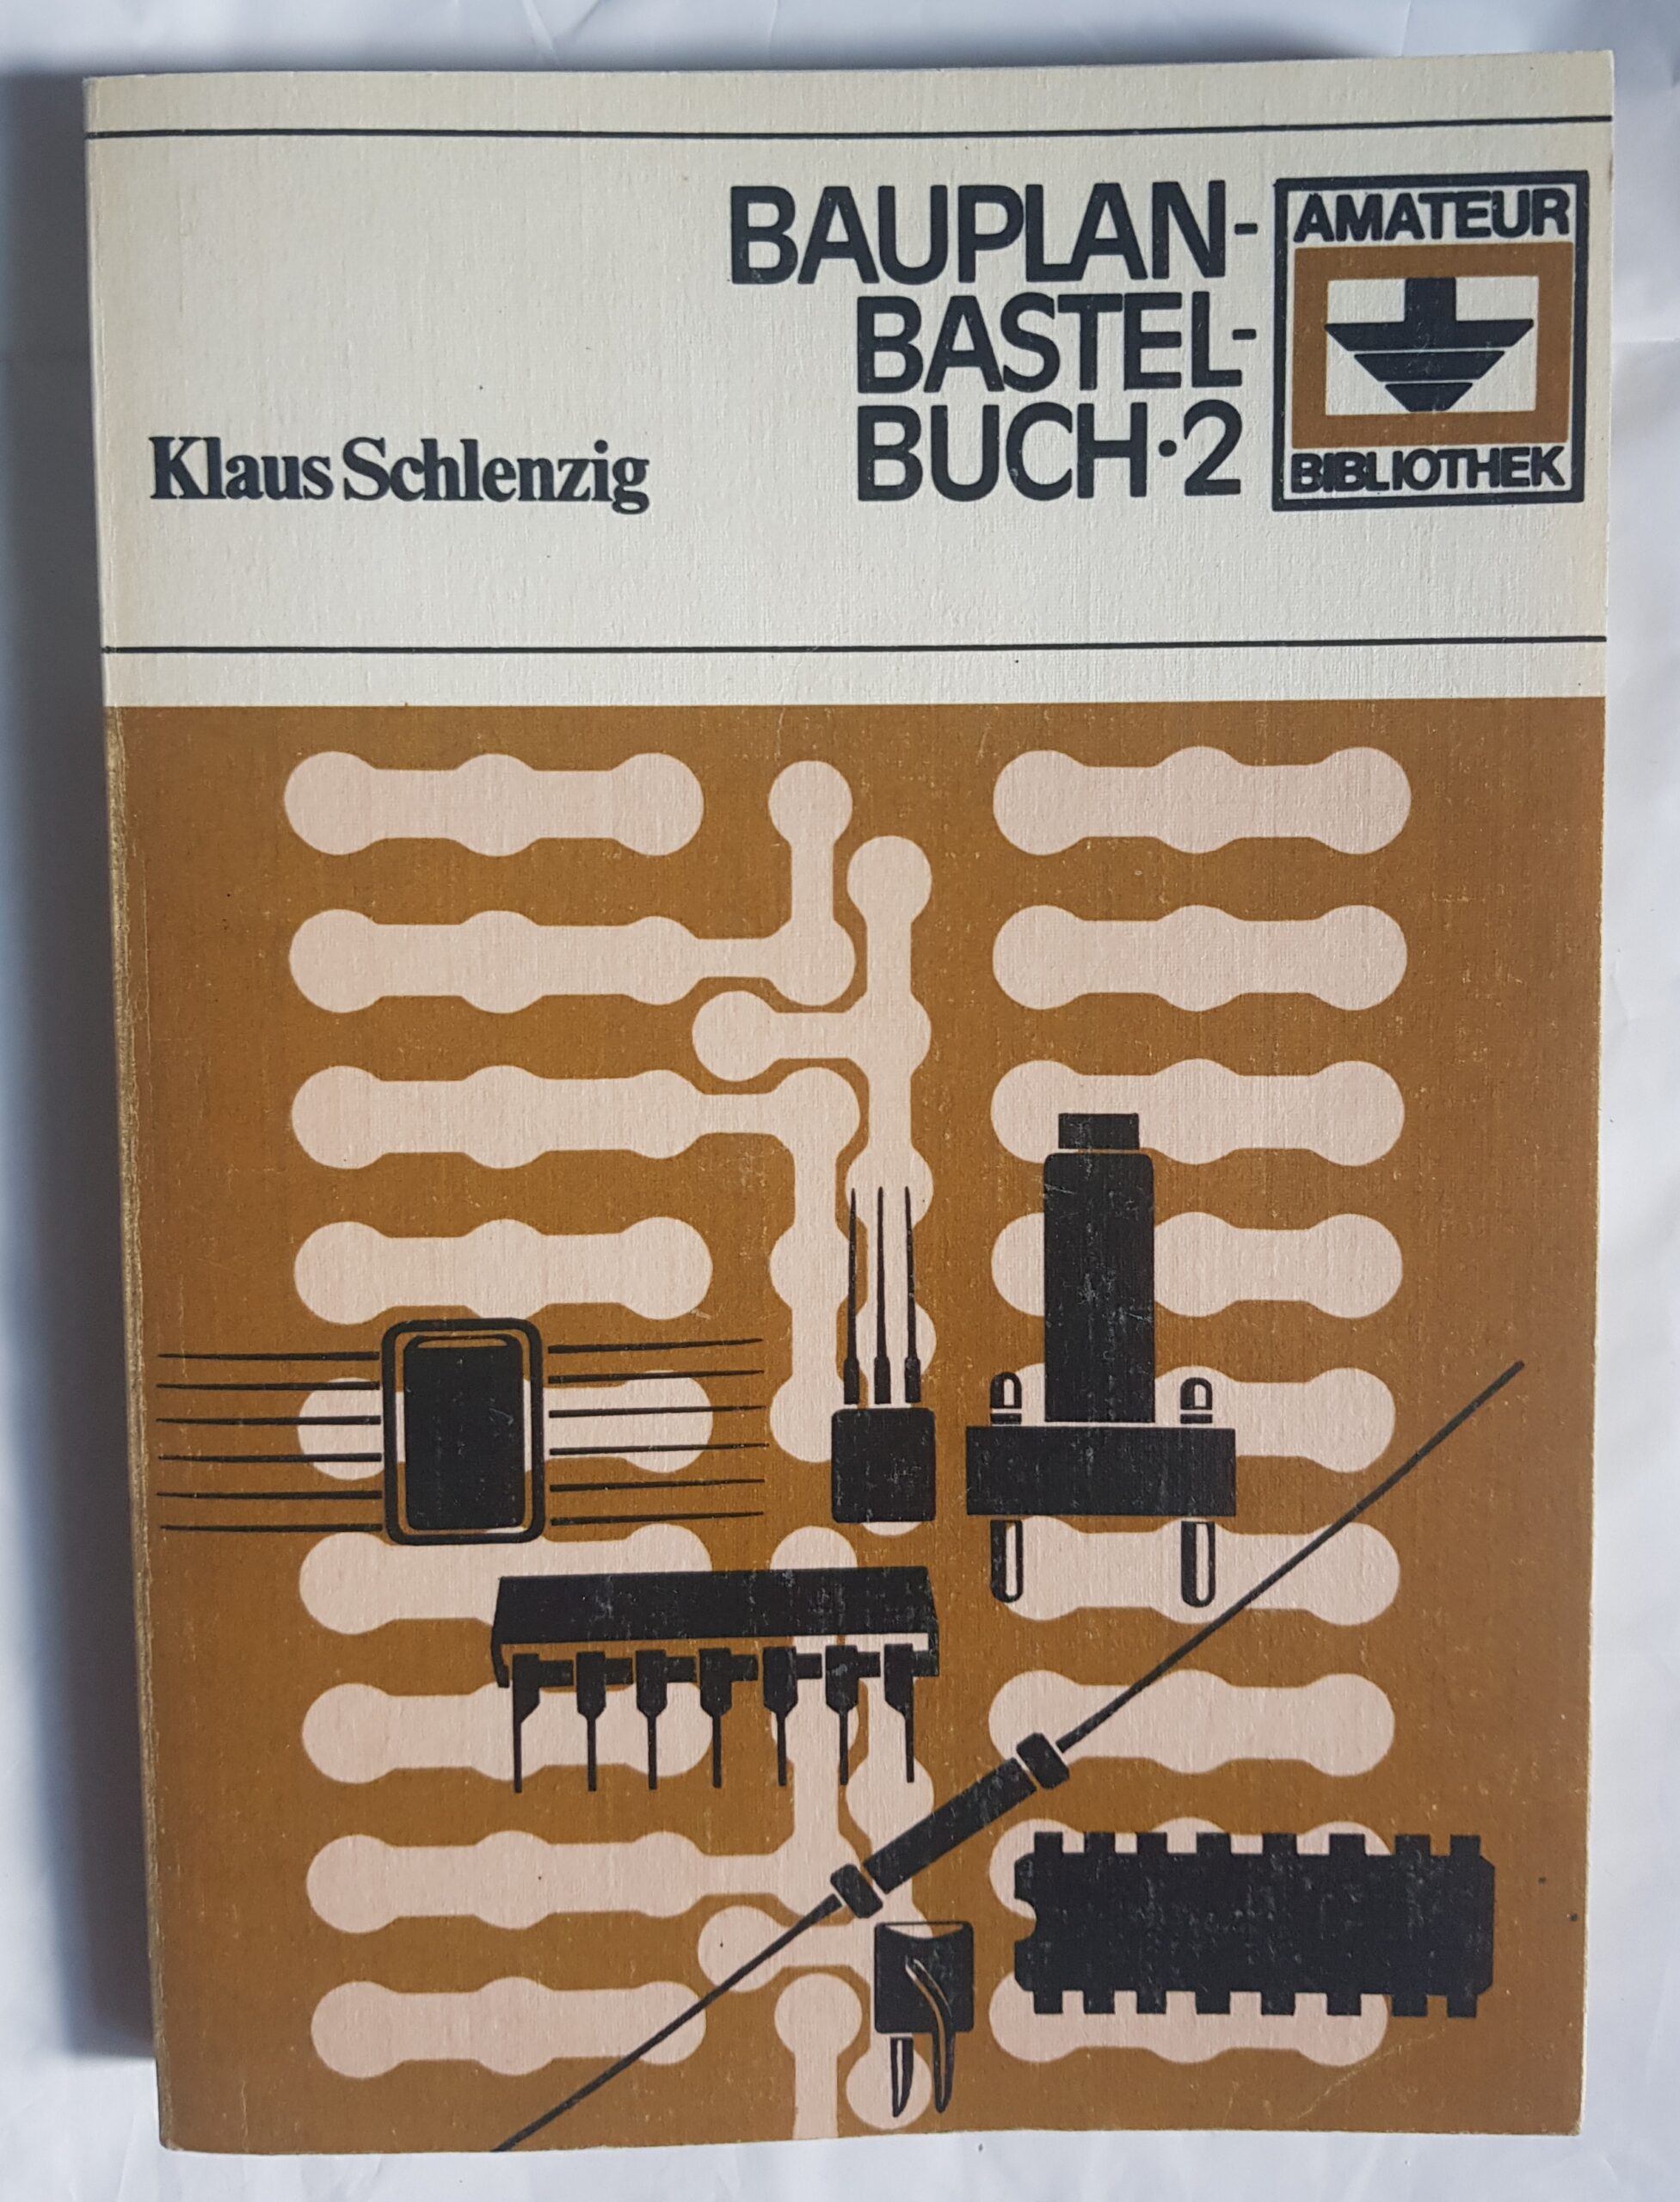 BAUPLAN-
BASTEL-
BUCH·2
AMATEUR
BIBLIOTHEK
Klaus Schlenzig